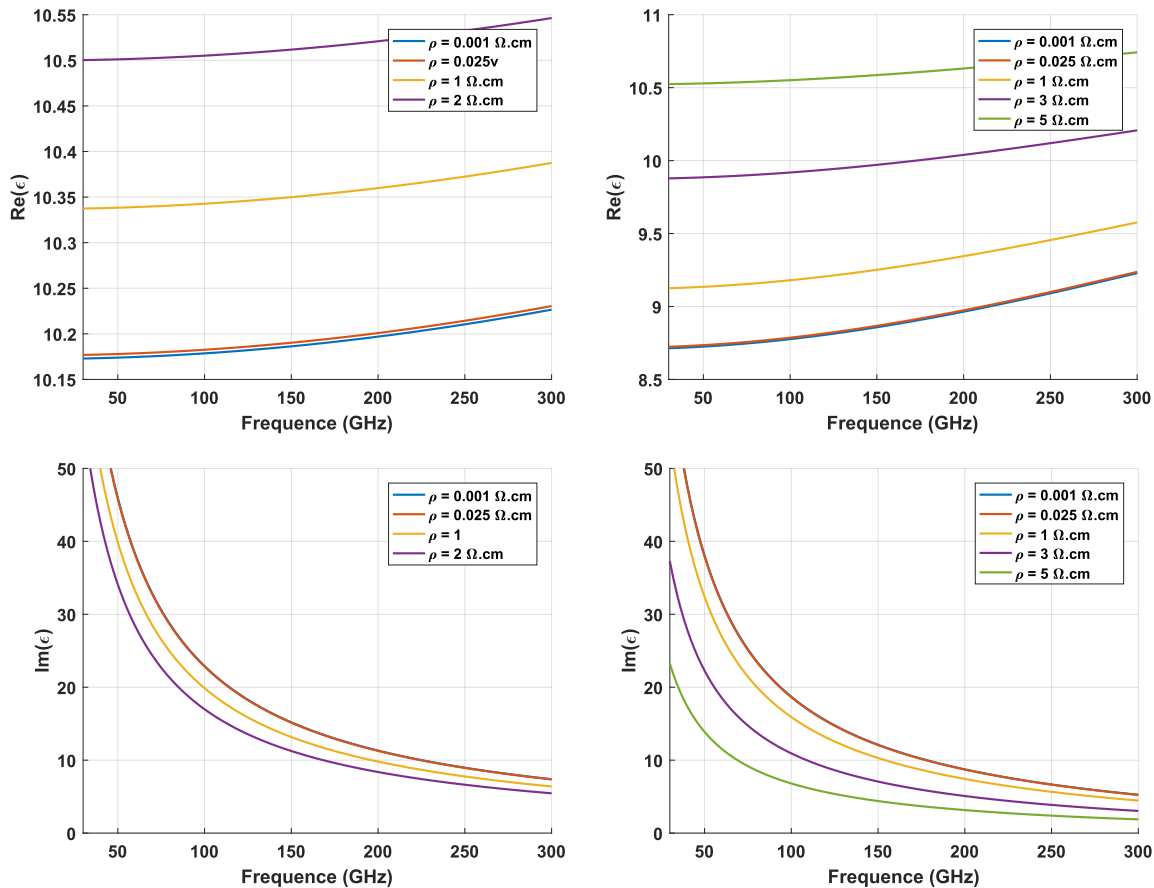 10.55
10.5
10.45
10.4
10.35
10.3
10.25
10.2
10.15
Re(ϵ)
50 100 150 200 250 300
Frequence (GHz)
ρ = 0.001 Ω.cm
ρ = 0.025v
ρ = 1 Ω.cm
ρ = 2 Ω.cm
11
10.5
10
9.5
9
8.5
Re(ϵ)
50 100 150 200 250 300
Frequence (GHz)
ρ = 0.001 Ω.cm
ρ = 0.025 Ω.cm
ρ = 1 Ω.cm
ρ = 3 Ω.cm
ρ = 5 Ω.cm
50
40
30
20
10
0
Im(ϵ)
50 100 150 200 250 300
Frequence (GHz)
ρ = 0.001 Ω.cm
ρ = 0.025 Ω.cm
ρ = 1
ρ = 2 Ω.cm
50
40
30
20
10
0
Im(ϵ)
50 100 150 200 250 300
Frequence (GHz)
ρ = 0.001 Ω.cm
ρ = 0.025 Ω.cm
ρ = 1 Ω.cm
ρ = 3 Ω.cm
ρ = 5 Ω.cm